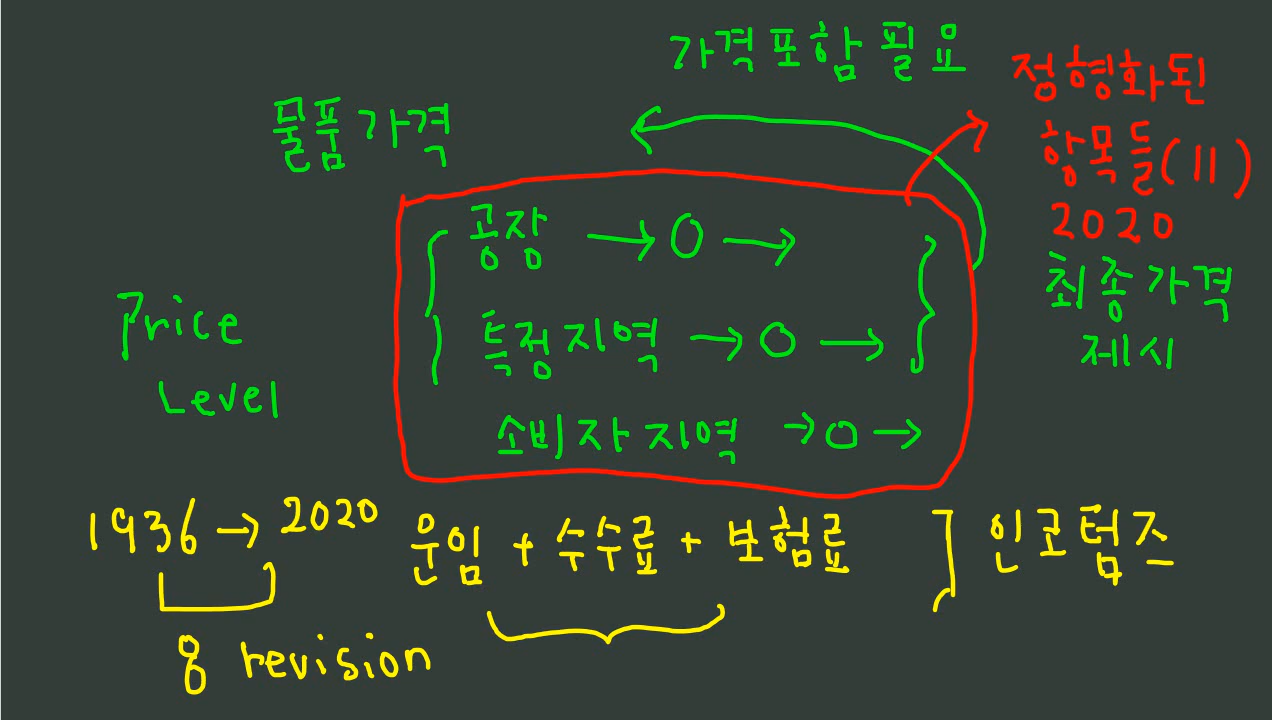 가격포함 필요
정형화된
항목들(11)
2020
물품가격
공장 → O →
특정지역 → O →
소비자지역 → O →
최종가격
제시
Price
Level
1936 → 2020
8 revision
운임 + 수수료 + 보험료
인코텀즈